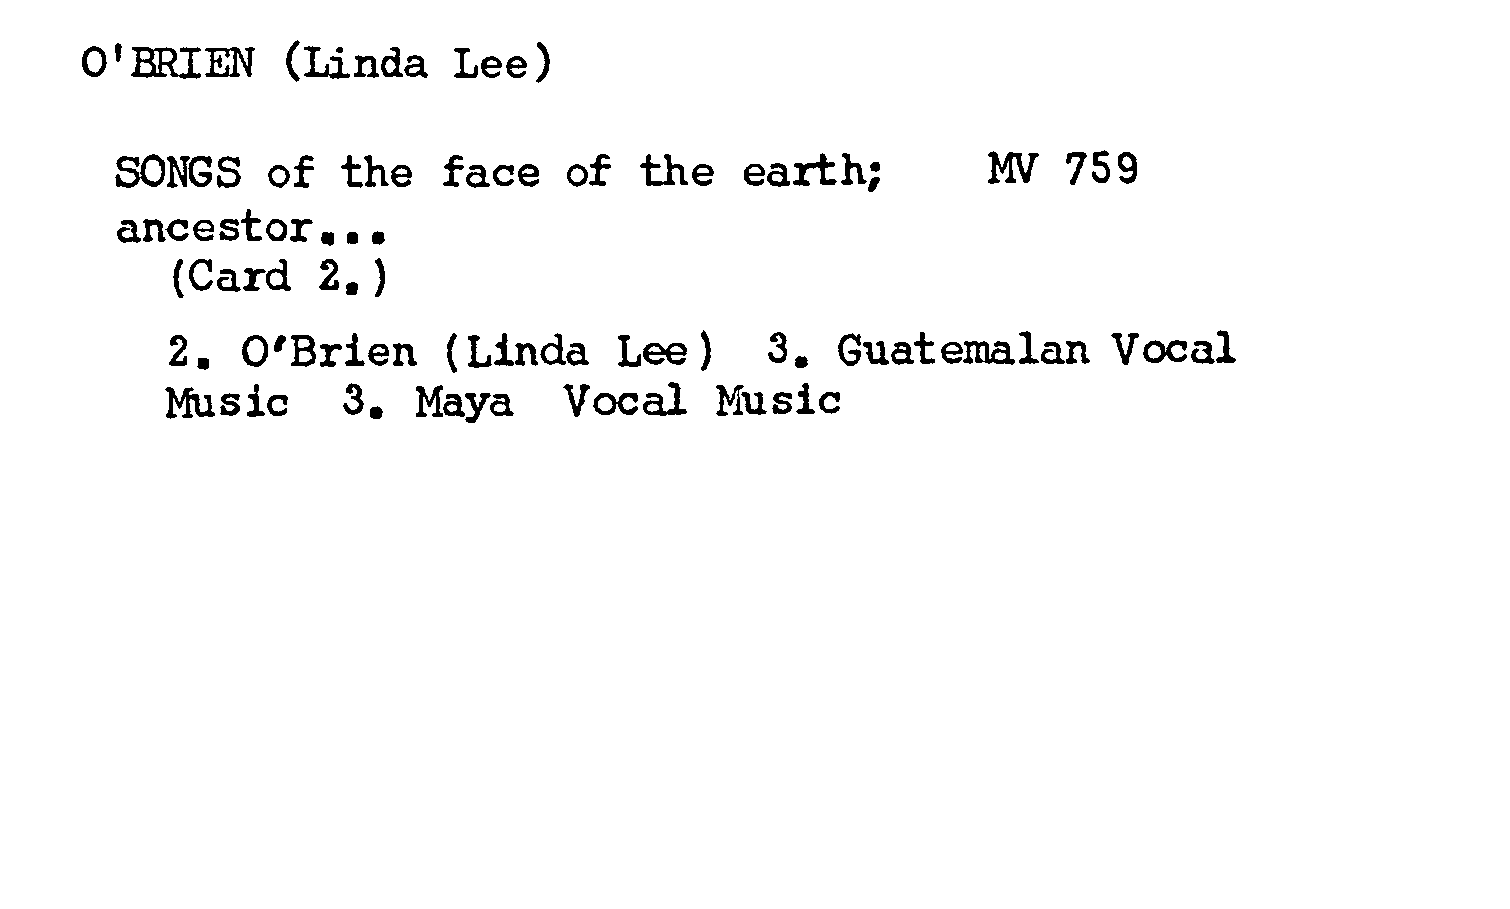 O'BRIEN (Linda Lee)
SONGS of the face of the earth; MV 759
ancestor...
(Card 2.)
2. O'Brien (Linda Lee) 3. Guatemalan Vocal
Music 3. Maya Vocal Music